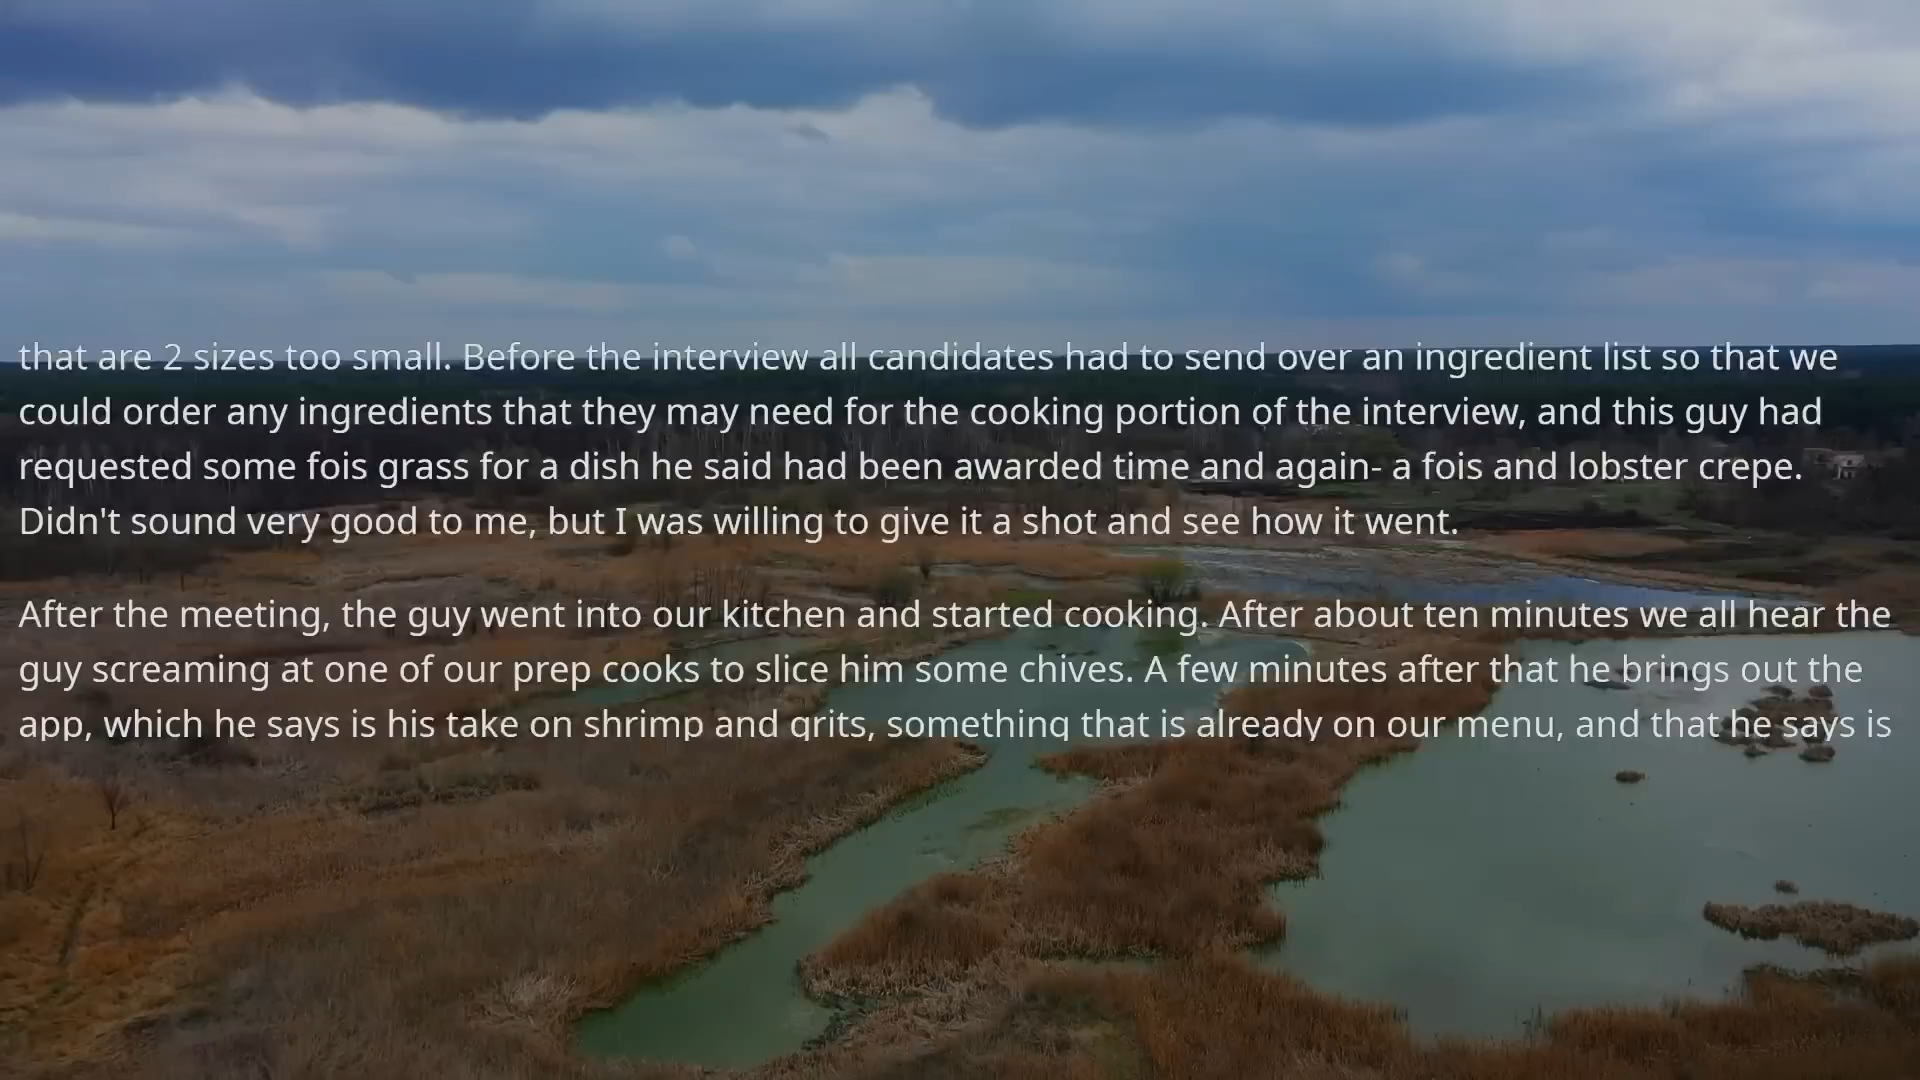 that are 2 sizes too small. Before the interview all candidates had to send over an ingredient list so that we
could order any ingredients that they may need for the cooking portion of the interview, and this guy had
requested some fois grass for a dish he said had been awarded time and again- a fois and lobster crepe.
Didn't sound very good to me, but I was willing to give it a shot and see how it went.
After the meeting, the guy went into our kitchen and started cooking. After about ten minutes we all hear the
guy screaming at one of our prep cooks to slice him some chives. A few minutes after that he brings out the
app, which he says is his take on shrimp and grits, something that is already on our menu, and that he says is